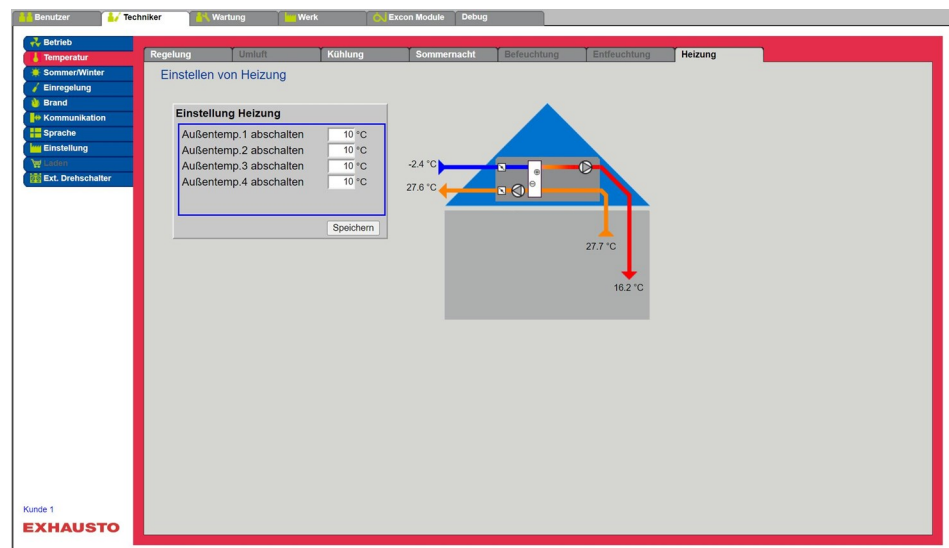 Benutzer Techniker Wartung Werk Excon Module Debug
Betrieb
Temperatur
Sommer/Winter
Einregelung
Brand
Kommunikation
Sprache
Einstellung
Laden
Ext. Drehschalter
Regelung Umluft Kühlung Sommernacht Befeuchtung Entfeuchtung Heizung
Einstellen von Heizung
Einstellung Heizung
Außentemp.1 abschalten 10 °C
Außentemp.2 abschalten 10 °C
Außentemp.3 abschalten 10 °C
Außentemp.4 abschalten 10 °C
Speichern
-2.4 °C
27.6 °C
27.7 °C
16.2 °C
Kunde 1
EXHAUSTO